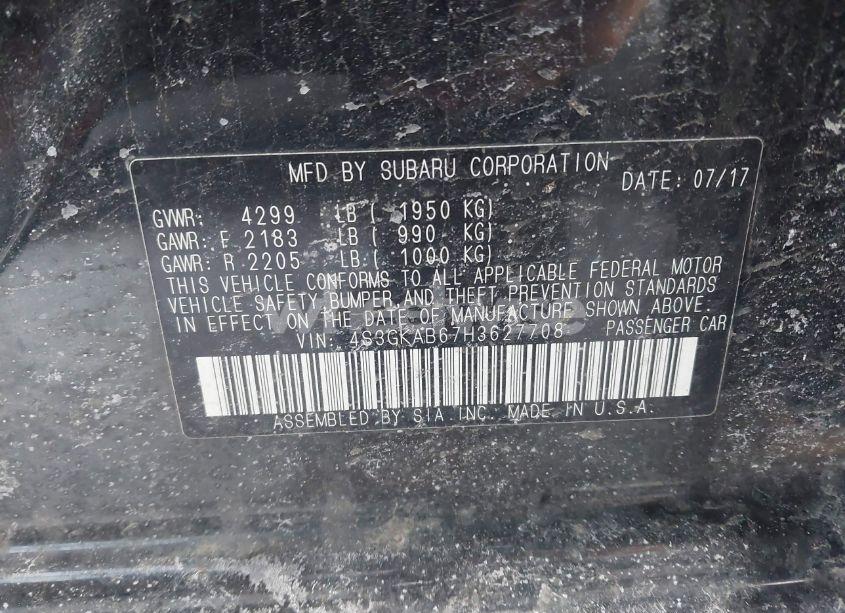 MFD BY SUBARU CORPORATION DATE: 07/17
GVWR: 4299 LB ( 1950 KG)
GAWR: F 2183 LB ( 990 KG)
GAWR: R 2205 LB ( 1000 KG)
THIS VEHICLE CONFORMS TO ALL APPLICABLE FEDERAL MOTOR
VEHICLE SAFETY BUMPER AND THEFT PREVENTION STANDARDS
IN EFFECT ON THE DATE OF MANUFACTURE SHOWN ABOVE.
VIN: 4S3GKAB67H3627708 PASSENGER CAR
ASSEMBLED BY SIA INC. MADE IN U.S.A.